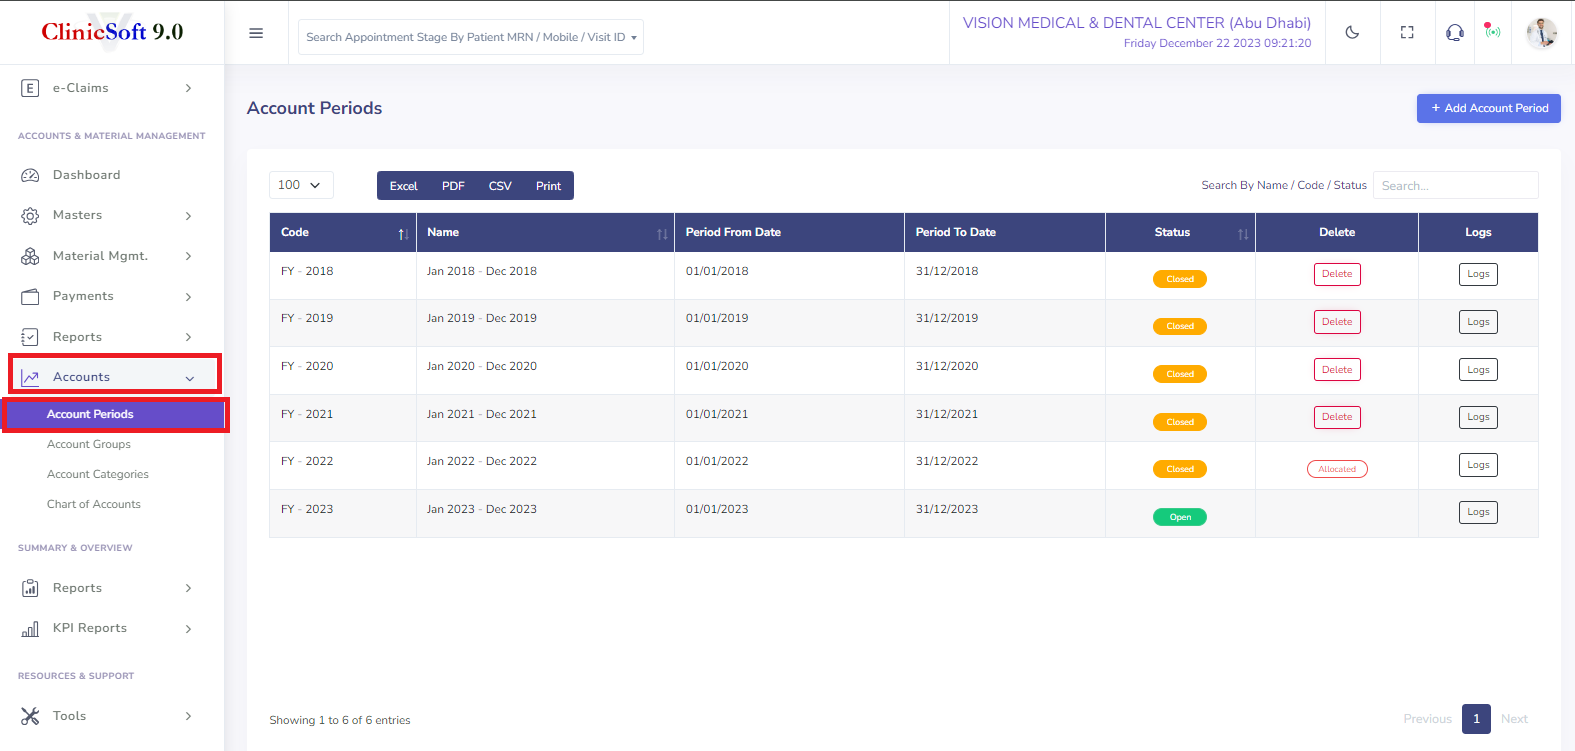 ClinicSoft 9.0
Search Appointment Stage By Patient MRN / Mobile / Visit ID
VISION MEDICAL & DENTAL CENTER (Abu Dhabi)
Friday December 22 2023 09:21:20
E e-Claims
ACCOUNTS & MATERIAL MANAGEMENT
Dashboard
Masters
Material Mgmt.
Payments
Reports
Accounts
Account Periods
Account Groups
Account Categories
Chart of Accounts
SUMMARY & OVERVIEW
Reports
KPI Reports
RESOURCES & SUPPORT
Tools
Account Periods
+ Add Account Period
100
Excel PDF CSV Print
Search By Name / Code / Status Search...
Code Name Period From Date Period To Date Status Delete Logs
FY - 2018 Jan 2018 - Dec 2018 01/01/2018 31/12/2018 Closed Delete Logs
FY - 2019 Jan 2019 - Dec 2019 01/01/2019 31/12/2019 Closed Delete Logs
FY - 2020 Jan 2020 - Dec 2020 01/01/2020 31/12/2020 Closed Delete Logs
FY - 2021 Jan 2021 - Dec 2021 01/01/2021 31/12/2021 Closed Delete Logs
FY - 2022 Jan 2022 - Dec 2022 01/01/2022 31/12/2022 Closed Allocated Logs
FY - 2023 Jan 2023 - Dec 2023 01/01/2023 31/12/2023 Open Logs
Showing 1 to 6 of 6 entries
Previous 1 Next